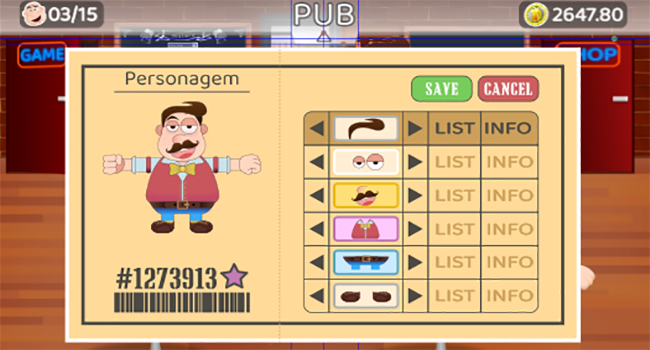 03/15
PUB
2647.80
GAME
SHOP
Personagem
SAVE
CANCEL
LIST INFO
LIST INFO
LIST INFO
LIST INFO
LIST INFO
LIST INFO
#1273913